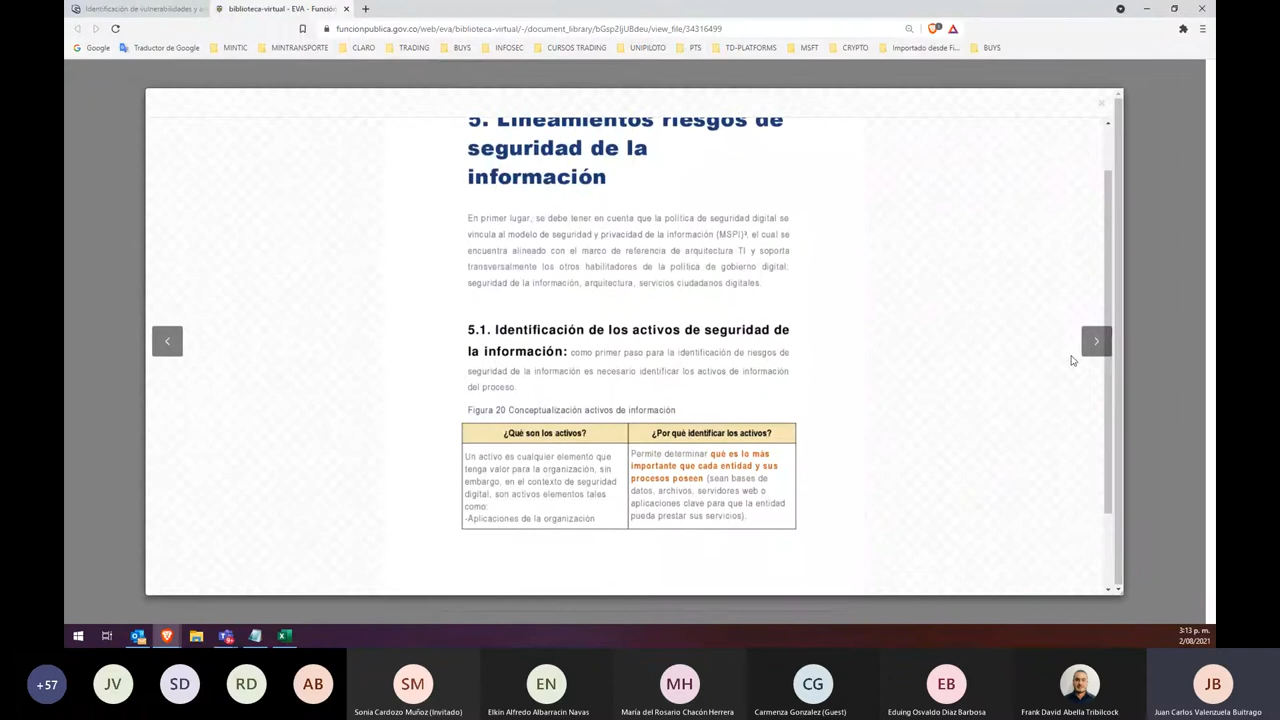 Identificación de vulnerabilidades y a
biblioteca-virtual - EVA - Funció
funcionpublica.gov.co/web/eva/biblioteca-virtual/-/document_library/bGsp2IjUBdeu/view_file/34316499
Google
Traductor de Google
MINTIC
MINTRANSPORTE
CLARO
TRADING
BUYS
INFOSEC
CURSOS TRADING
UNIPILOTO
PTS
TD-PLATFORMS
MSFT
CRYPTO
Importado desde Fi...
BUYS
5. Lineamientos riesgos de
seguridad de la
información
En primer lugar, se debe tener en cuenta que la política de seguridad digital se
vincula al modelo de seguridad y privacidad de la información (MSPI)³, el cual se
encuentra alineado con el marco de referencia de arquitectura TI y soporta
transversalmente los otros habilitadores de la política de gobierno digital:
seguridad de la información, arquitectura, servicios ciudadanos digitales.
5.1. Identificación de los activos de seguridad de
la información: como primer paso para la identificación de riesgos de
seguridad de la información es necesario identificar los activos de información
del proceso.
Figura 20 Conceptualización activos de información
¿Qué son los activos?
Un activo es cualquier elemento que
tenga valor para la organización, sin
embargo, en el contexto de seguridad
digital, son activos elementos tales
como:
-Aplicaciones de la organización
¿Por qué identificar los activos?
Permite determinar qué es lo más
importante que cada entidad y sus
procesos poseen (sean bases de
datos, archivos, servidores web o
aplicaciones clave para que la entidad
pueda prestar sus servicios).
3:13 p. m.
2/08/2021
+57
JV
SD
RD
AB
SM
Sonia Cardozo Muñoz (Invitado)
EN
Elkin Alfredo Albarracin Navas
MH
María del Rosario Chacón Herrera
CG
Carmenza Gonzalez (Guest)
EB
Eduing Osvaldo Diaz Barbosa
Frank David Abella Tribilcock
JB
Juan Carlos Valenzuela Buitrago